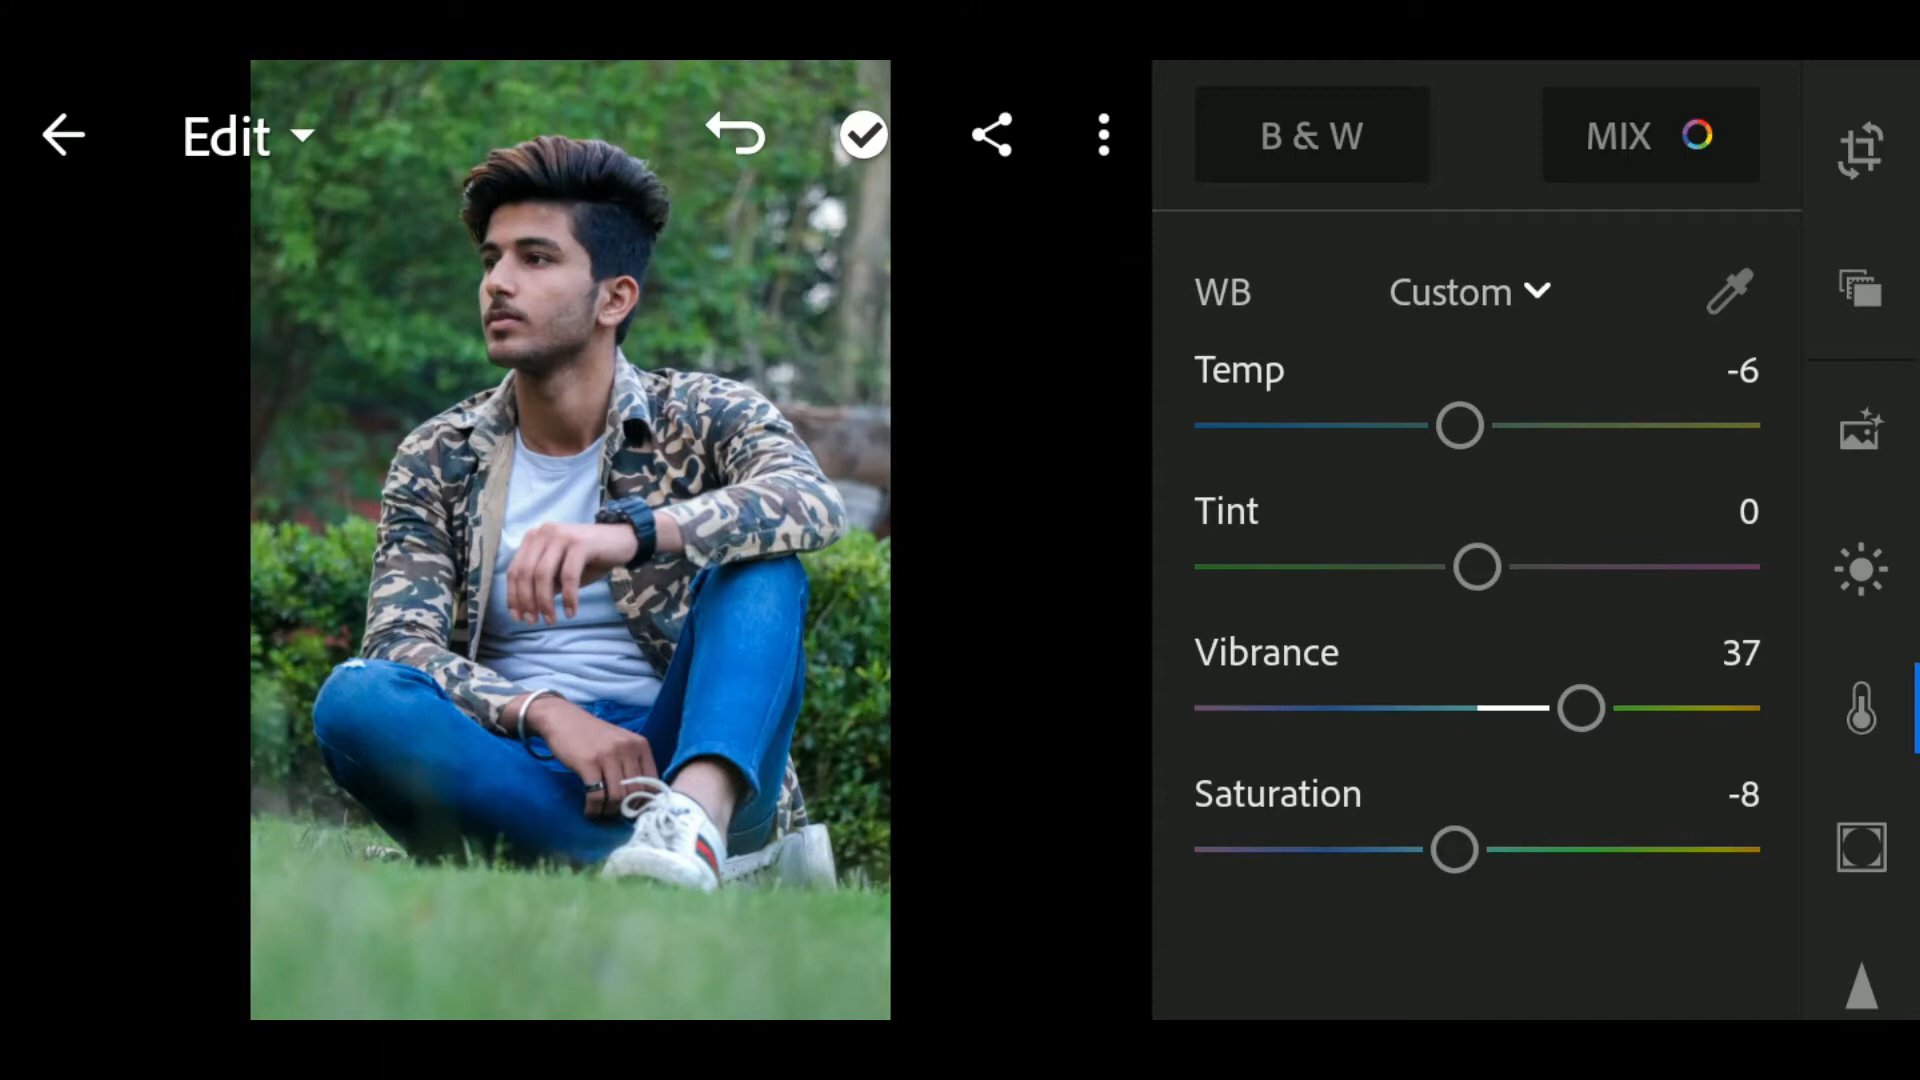 Edit
B & W
MIX
WB
Custom
Temp
-6
Tint
0
Vibrance
37
Saturation
-8